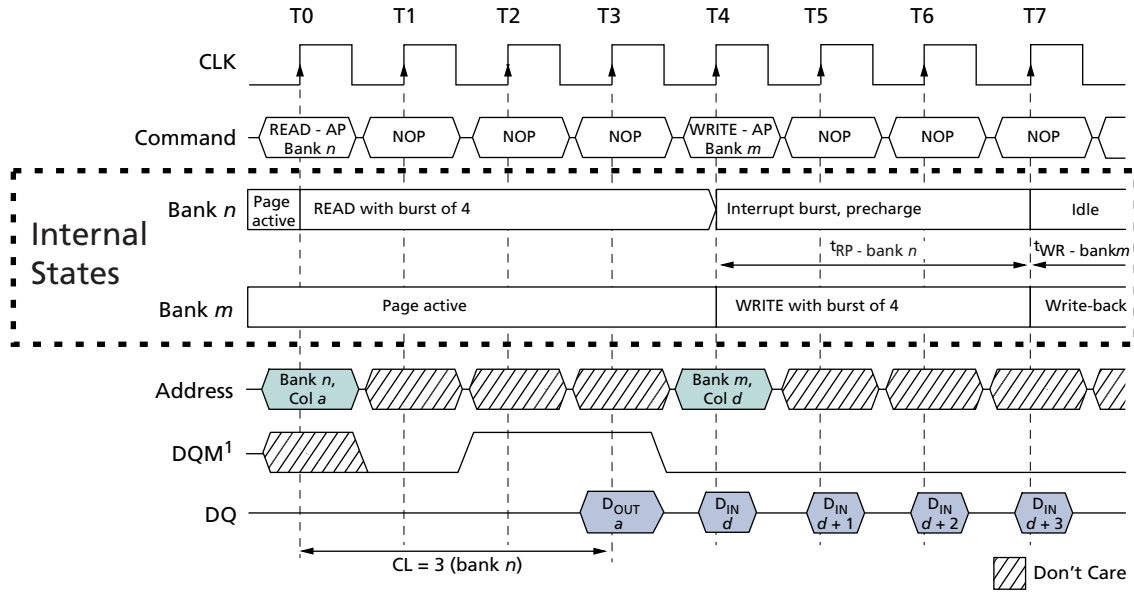 T0 T1 T2 T3 T4 T5 T6 T7
CLK
Command
READ - AP
Bank n
NOP
NOP
NOP
WRITE - AP
Bank m
NOP
NOP
NOP
Internal
States
Bank n
Page
active
READ with burst of 4
Interrupt burst, precharge
Idle
tRP - bank n
tWR - bankm
Bank m
Page active
WRITE with burst of 4
Write-back
Address
Bank n,
Col a
Bank m,
Col d
DQM1
DQ
DOUT
a
DIN
d
DIN
d + 1
DIN
d + 2
DIN
d + 3
CL = 3 (bank n)
Don't Care